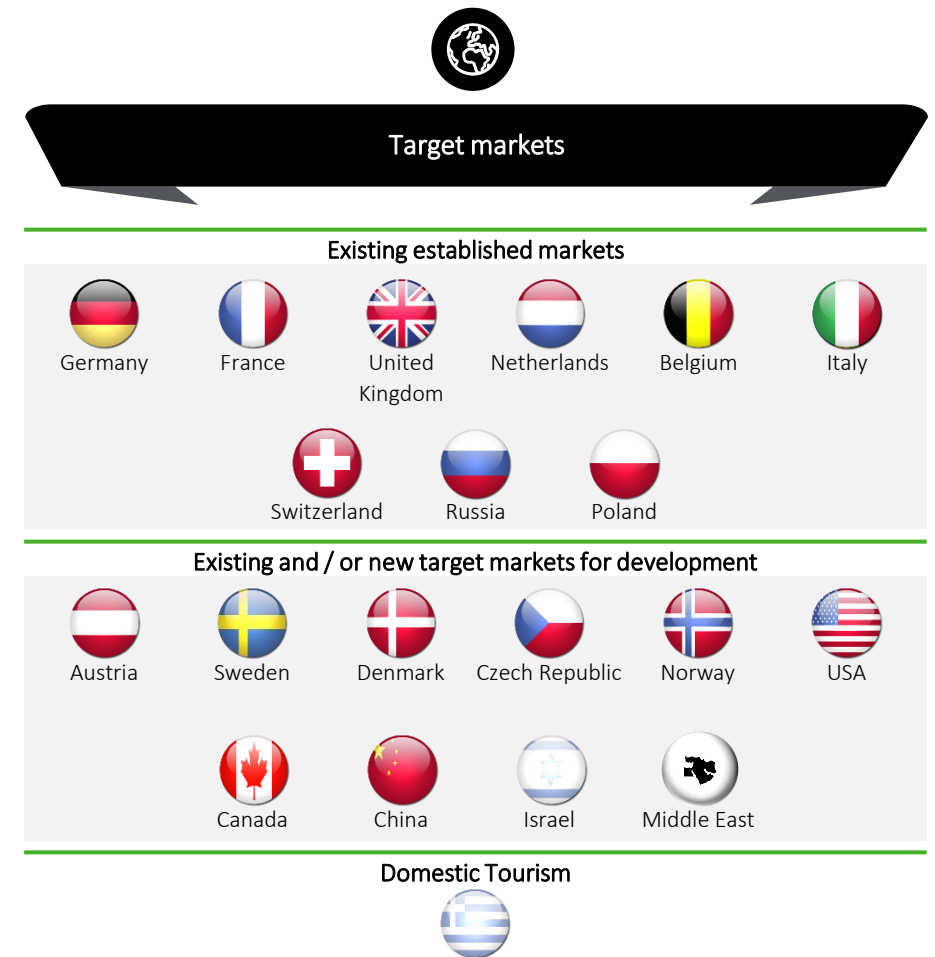 Target markets
Existing established markets
Germany
France
United
Kingdom
Netherlands
Belgium
Italy
Switzerland
Russia
Poland
Existing and / or new target markets for development
Austria
Sweden
Denmark
Czech Republic
Norway
USA
Canada
China
Israel
Middle East
Domestic Tourism